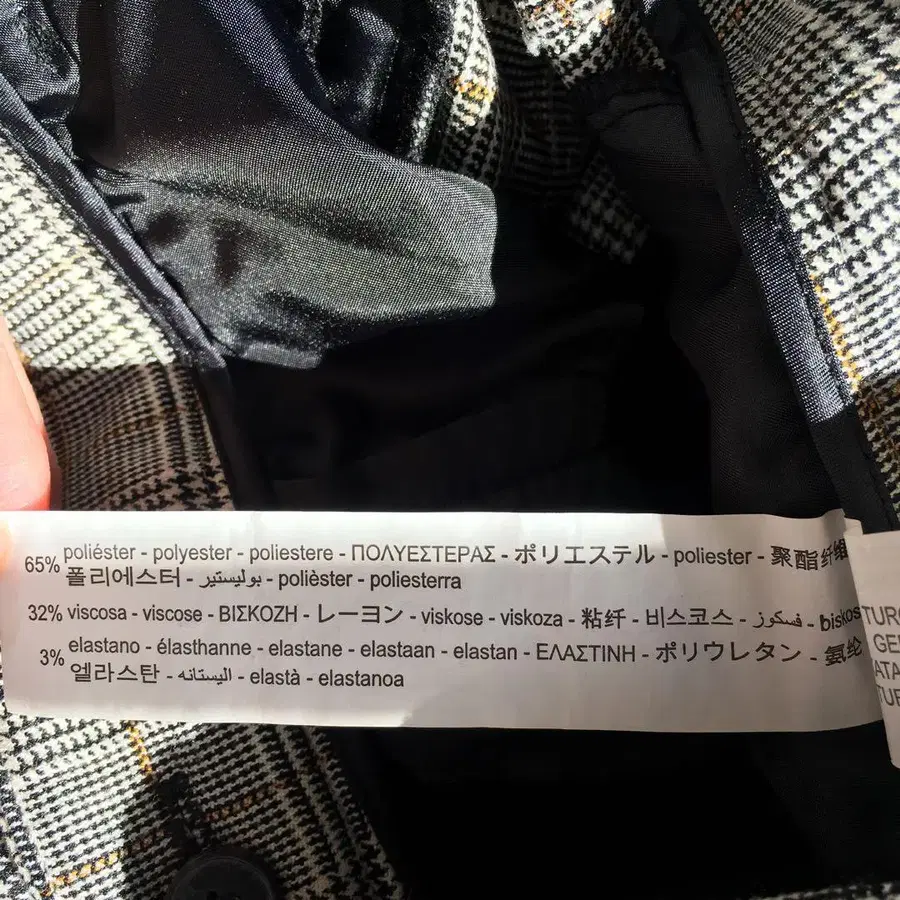 65% poliéster - polyester - poliestere - ΠΟΛΥΕΣΤΕΡΑΣ - ポリエステル - poliester - 聚酯纤维
폴리에스터 - بوليستير - polièster - poliesterra
32% viscosa - viscose - ΒΙΣΚΟΖΗ - レーヨン - viskose - viskoza - 粘纤 - 비스코스 - فسكوز - biskos
3% elastano - élasthanne - elastane - elastaan - elastan - ΕΛΑΣΤΙΝΗ - ポリウレタン - 氨纶
엘라스탄 - اليستانه - elastà - elastanoa